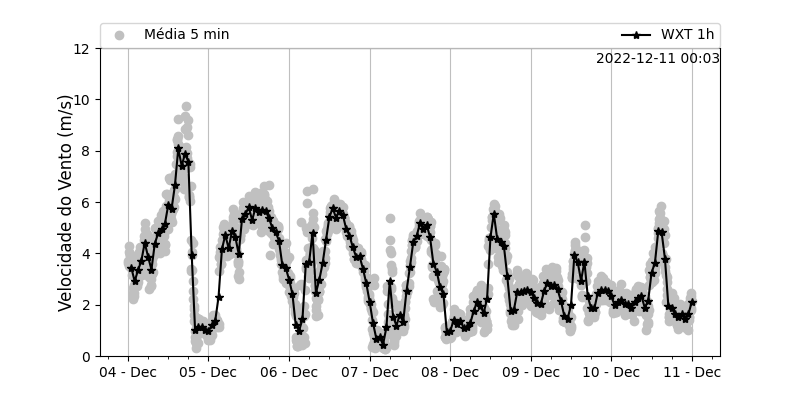 Média 5 min
WXT 1h
2022-12-11 00:03
Velocidade do Vento (m/s)
12
10
8
6
4
2
0
04 - Dec 05 - Dec 06 - Dec 07 - Dec 08 - Dec 09 - Dec 10 - Dec 11 - Dec